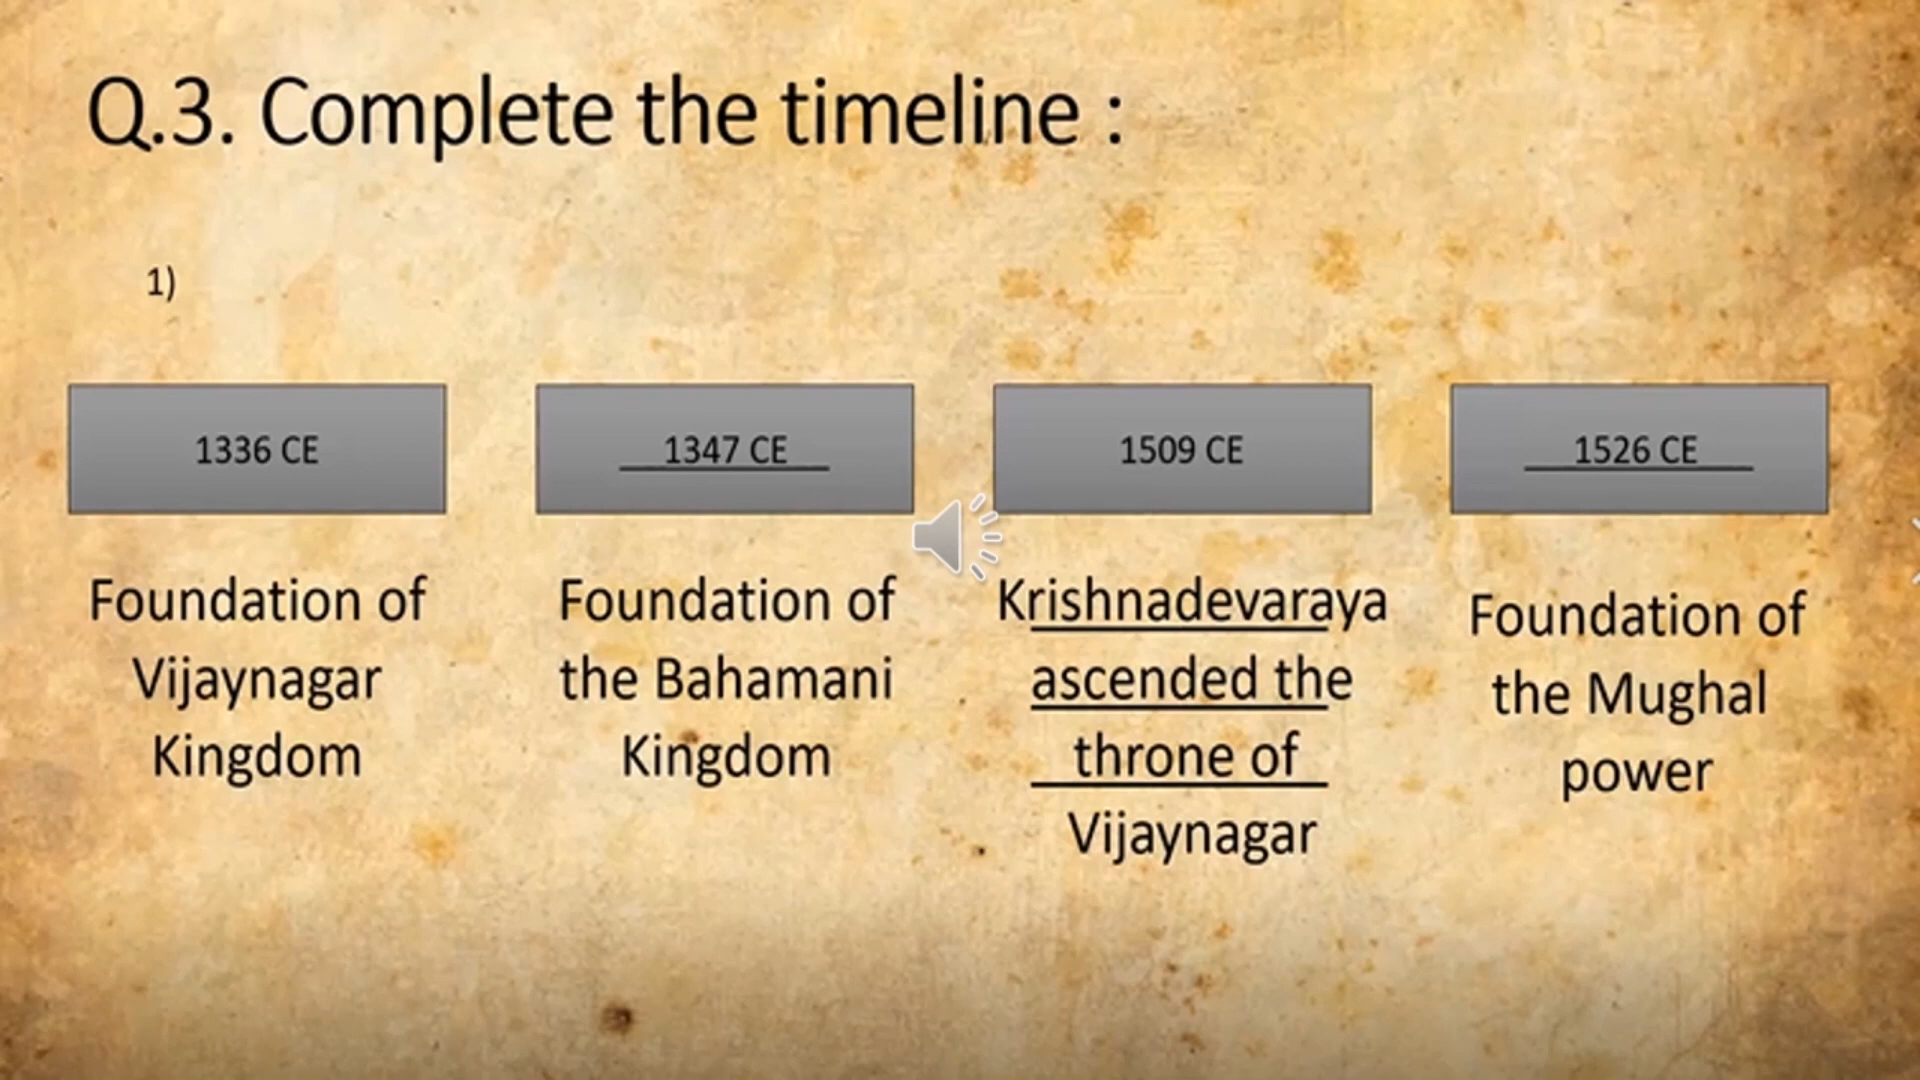 Q.3. Complete the timeline :
1)
1336 CE
1347 CE
1509 CE
1526 CE
Foundation of
Vijaynagar
Kingdom
Foundation of
the Bahamani
Kingdom
Krishnadevaraya
ascended the
throne of
Vijaynagar
Foundation of
the Mughal
power